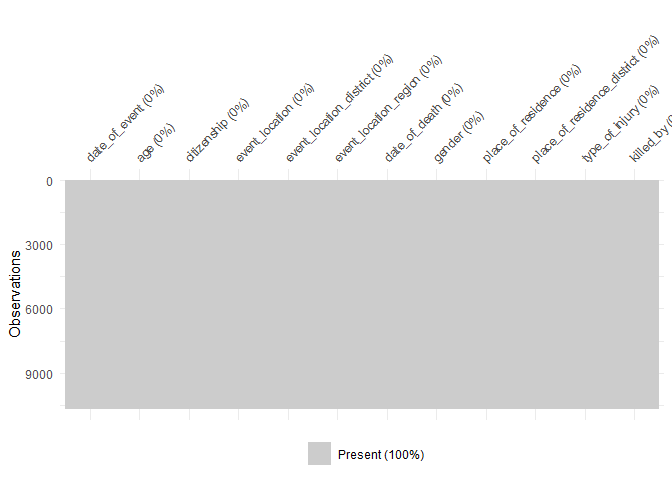 date_of_event (0%)
age (0%)
citizenship (0%)
event_location (0%)
event_location_district (0%)
event_location_region (0%)
date_of_death (0%)
gender (0%)
place_of_residence (0%)
place_of_residence_district (0%)
type_of_injury (0%)
killed_by (0
0
3000
6000
9000
Observations
Present (100%)